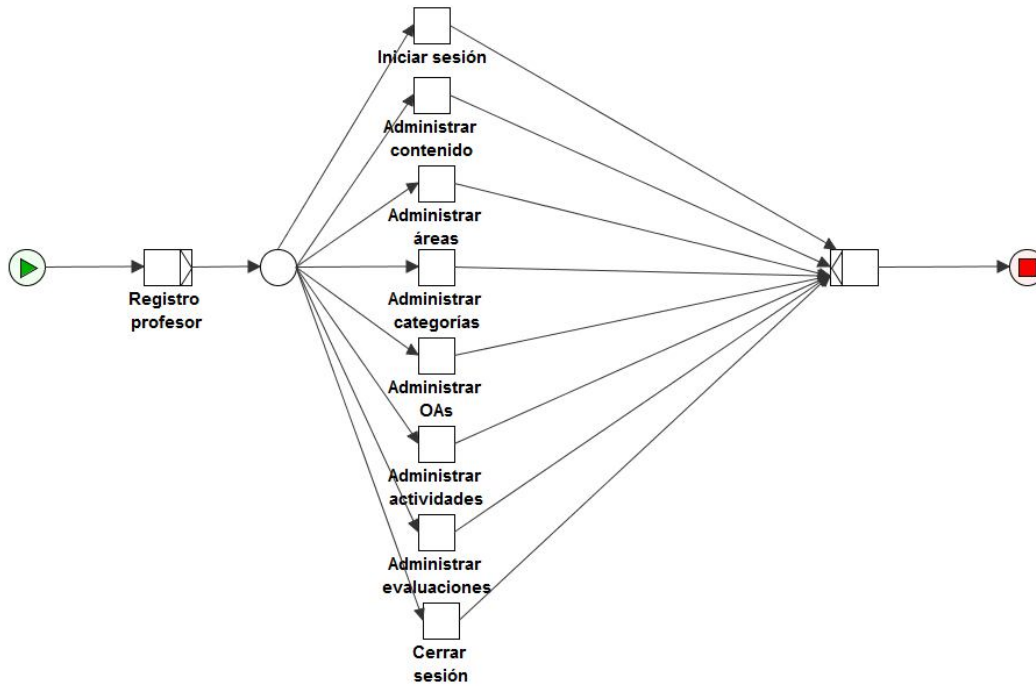 Iniciar sesión
Administrar
contenido
Administrar
áreas
Registro
profesor
Administrar
categorías
Administrar
OAs
Administrar
actividades
Administrar
evaluaciones
Cerrar
sesión